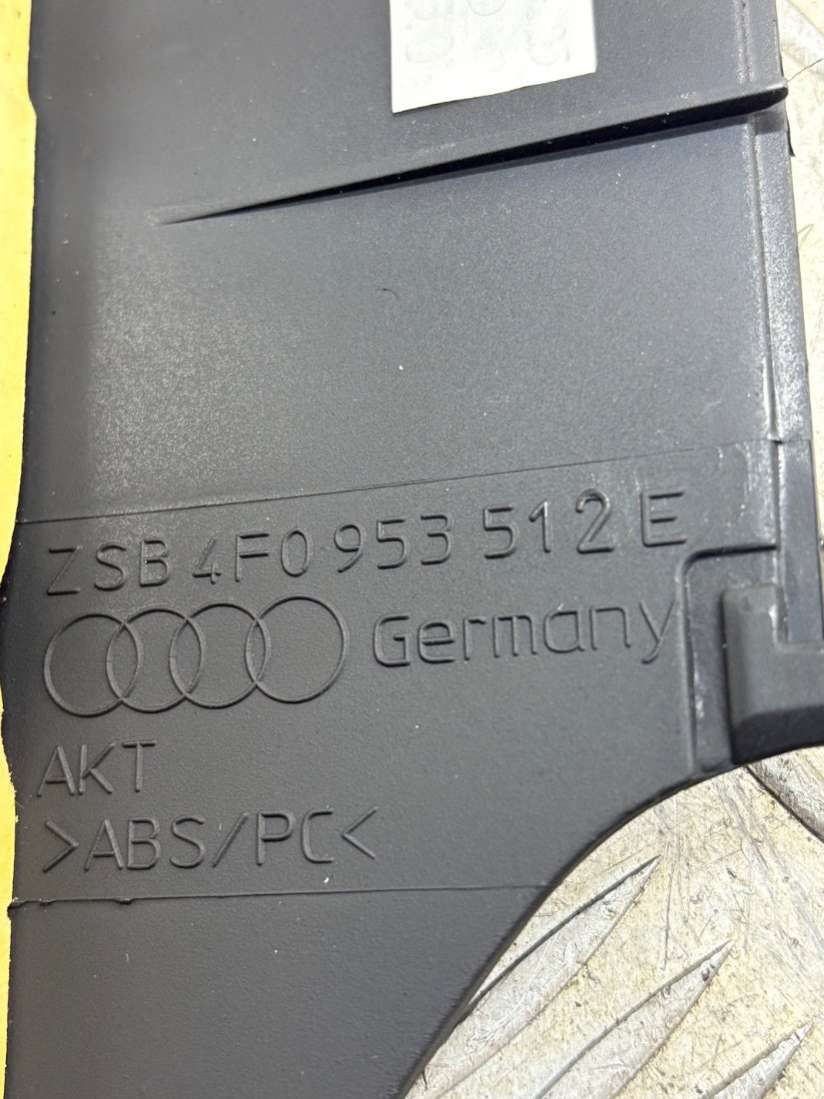 ZSB 4F0 953 512 E
Germany
AKT
>ABS/PC<